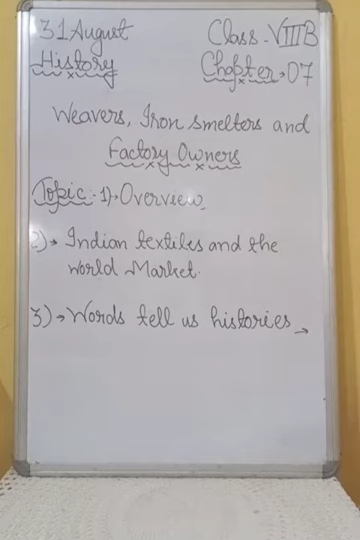 31 August Class - VIIIB
History Chapter → 07
Weavers, Iron smelters and
Factory Owners
Topic :- 1) → Overview
2) → Indian textiles and the
world Market.
3) → Words tell us histories →